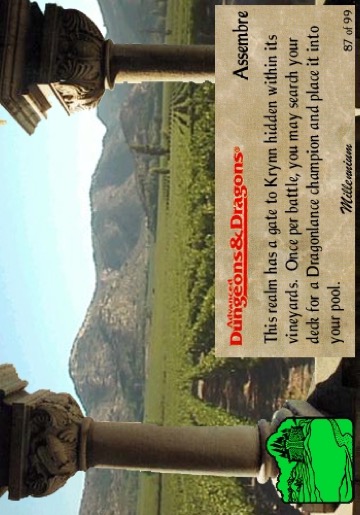 Assembre
Advanced
Dungeons&Dragons®
This realm has a gate to Krynn hidden within its
vineyards. Once per battle, you may search your
deck for a Dragonlance champion and place it into
your pool.
Millennium
87 of 99